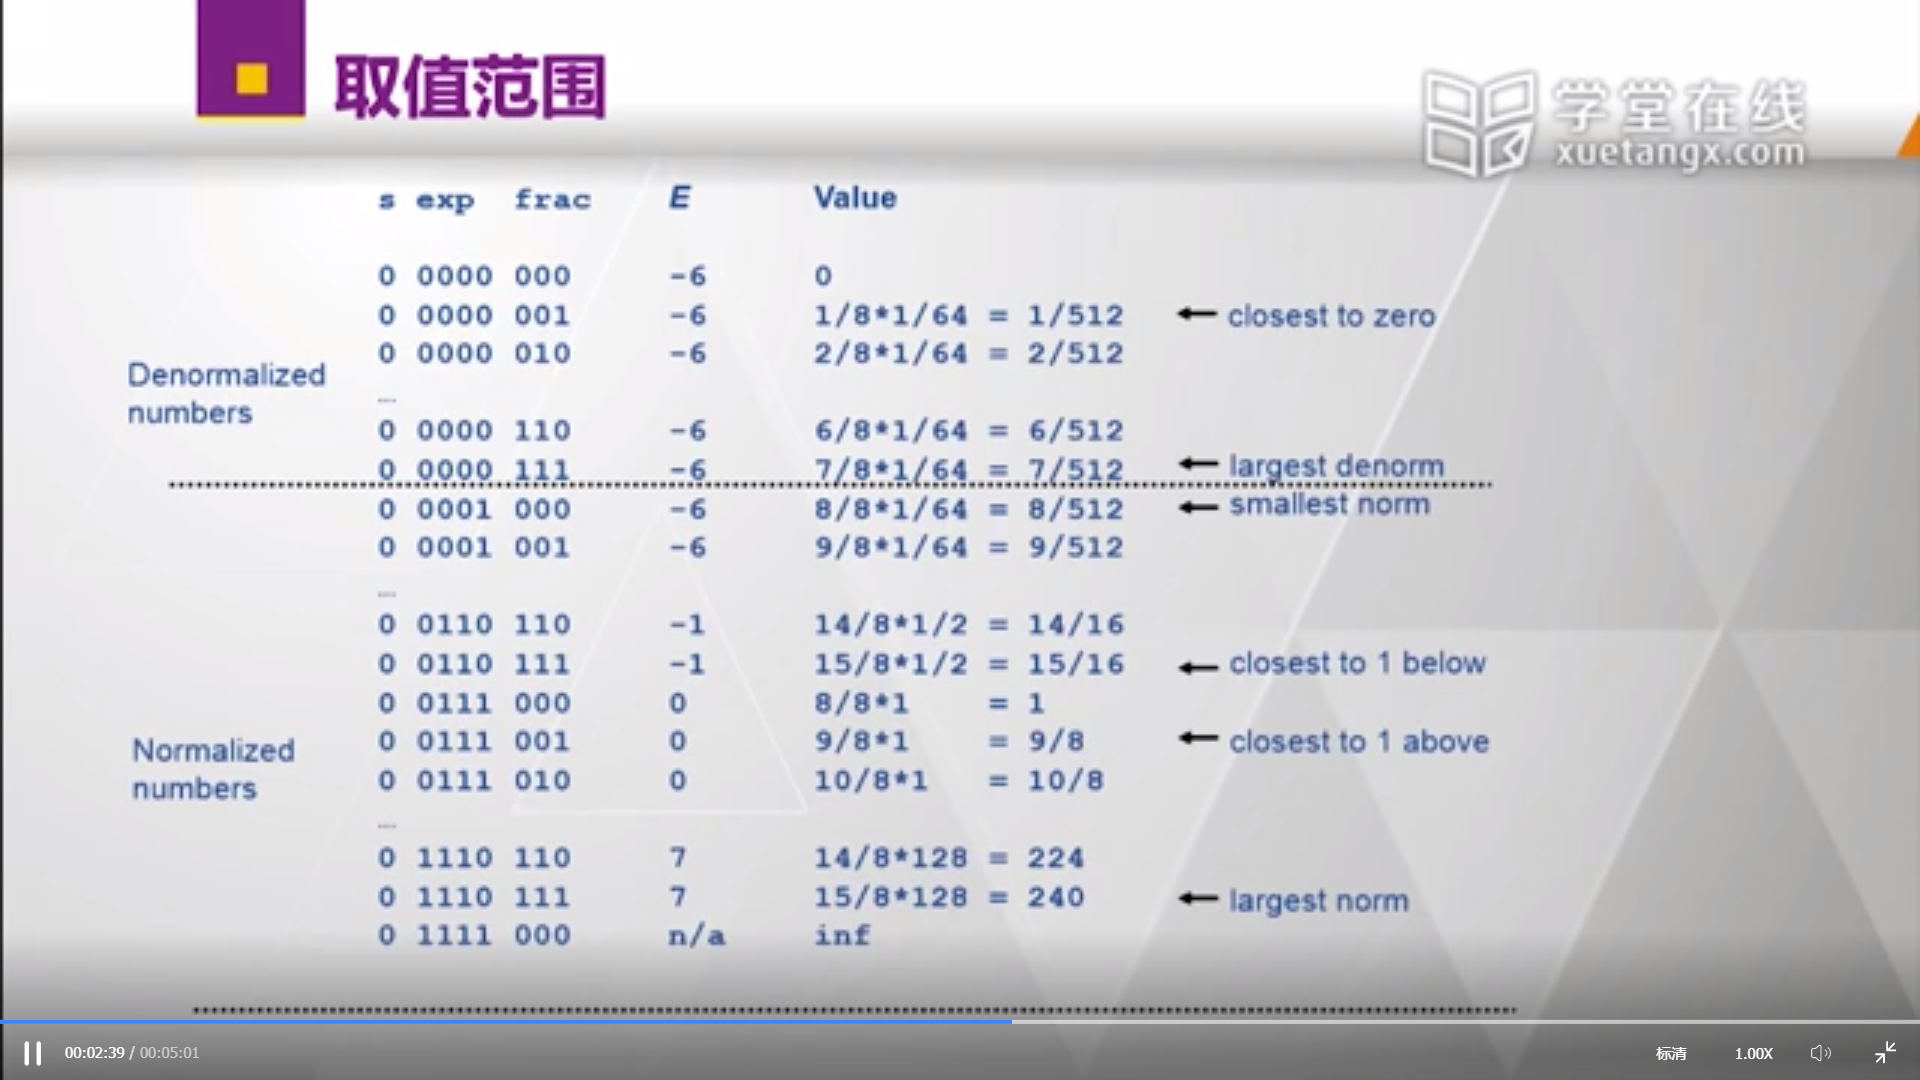 取值范围
学堂在线
xuetangx.com
s exp frac E Value
0 0000 000 -6 0
0 0000 001 -6 1/8*1/64 = 1/512 ← closest to zero
0 0000 010 -6 2/8*1/64 = 2/512
Denormalized
numbers
...
0 0000 110 -6 6/8*1/64 = 6/512
0 0000 111 -6 7/8*1/64 = 7/512 ← largest denorm
0 0001 000 -6 8/8*1/64 = 8/512 ← smallest norm
0 0001 001 -6 9/8*1/64 = 9/512
...
0 0110 110 -1 14/8*1/2 = 14/16
0 0110 111 -1 15/8*1/2 = 15/16 ← closest to 1 below
0 0111 000 0 8/8*1 = 1
0 0111 001 0 9/8*1 = 9/8 ← closest to 1 above
Normalized
numbers
0 0111 010 0 10/8*1 = 10/8
...
0 1110 110 7 14/8*128 = 224
0 1110 111 7 15/8*128 = 240 ← largest norm
0 1111 000 n/a inf
00:02:39 / 00:05:01 标清 1.00X